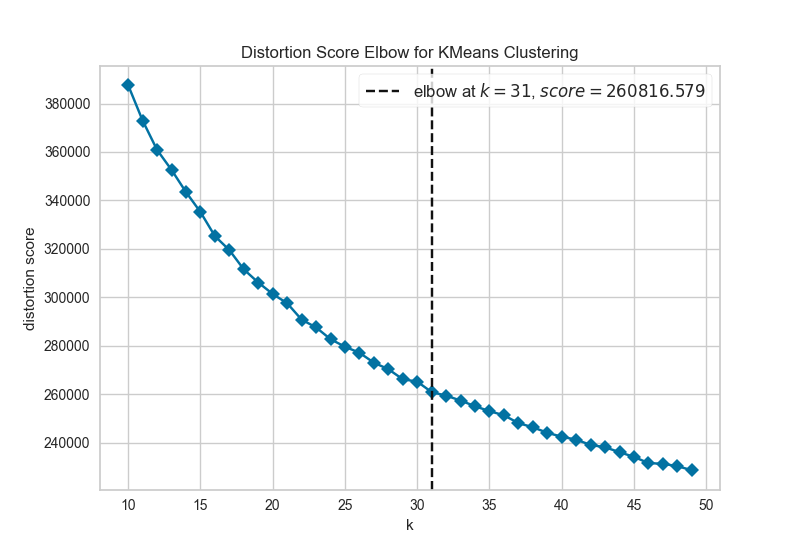 Distortion Score Elbow for KMeans Clustering
elbow at k = 31, score = 260816.579
distortion score
380000
360000
340000
320000
300000
280000
260000
240000
10 15 20 25 30 35 40 45 50
k